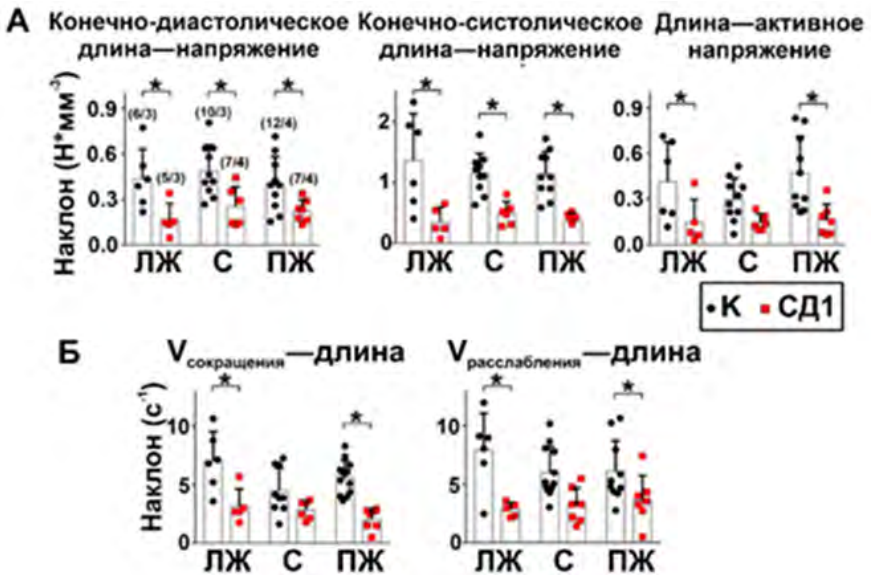 А
Конечно-диастолическое
длина—напряжение
Конечно-систолическое
длина—напряжение
Длина—активное
напряжение
Наклон (Н*мм⁻³)
0.9
0.6
0.3
0.0
(6/3)
(5/3)
(10/3)
(7/4)
(12/4)
(7/4)
* * *
ЛЖ С ПЖ
2
1
0
* * *
ЛЖ С ПЖ
0.9
0.6
0.3
0.0
* *
ЛЖ С ПЖ
К СД1
Б
Vсокращения—длина
Vрасслабления—длина
Наклон (с⁻¹)
10
5
0
* *
ЛЖ С ПЖ
10
5
0
* *
ЛЖ С ПЖ